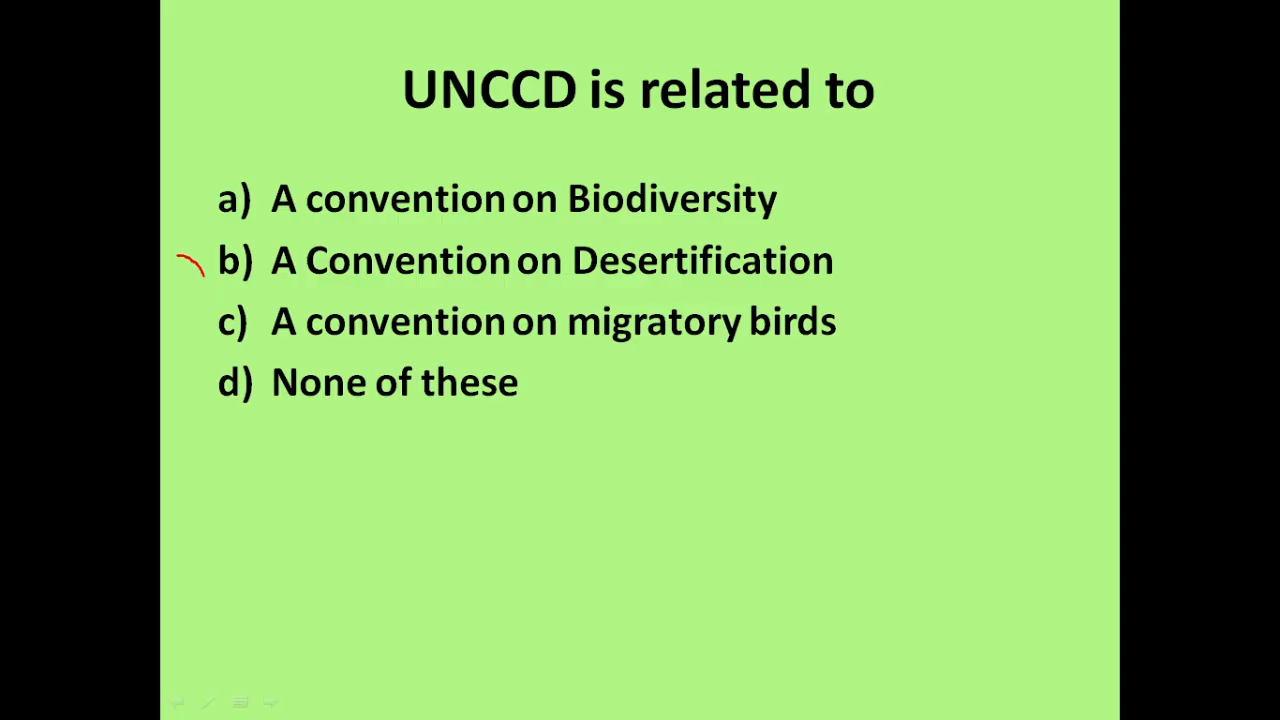 UNCCD is related to
a) A convention on Biodiversity
b) A Convention on Desertification
c) A convention on migratory birds
d) None of these